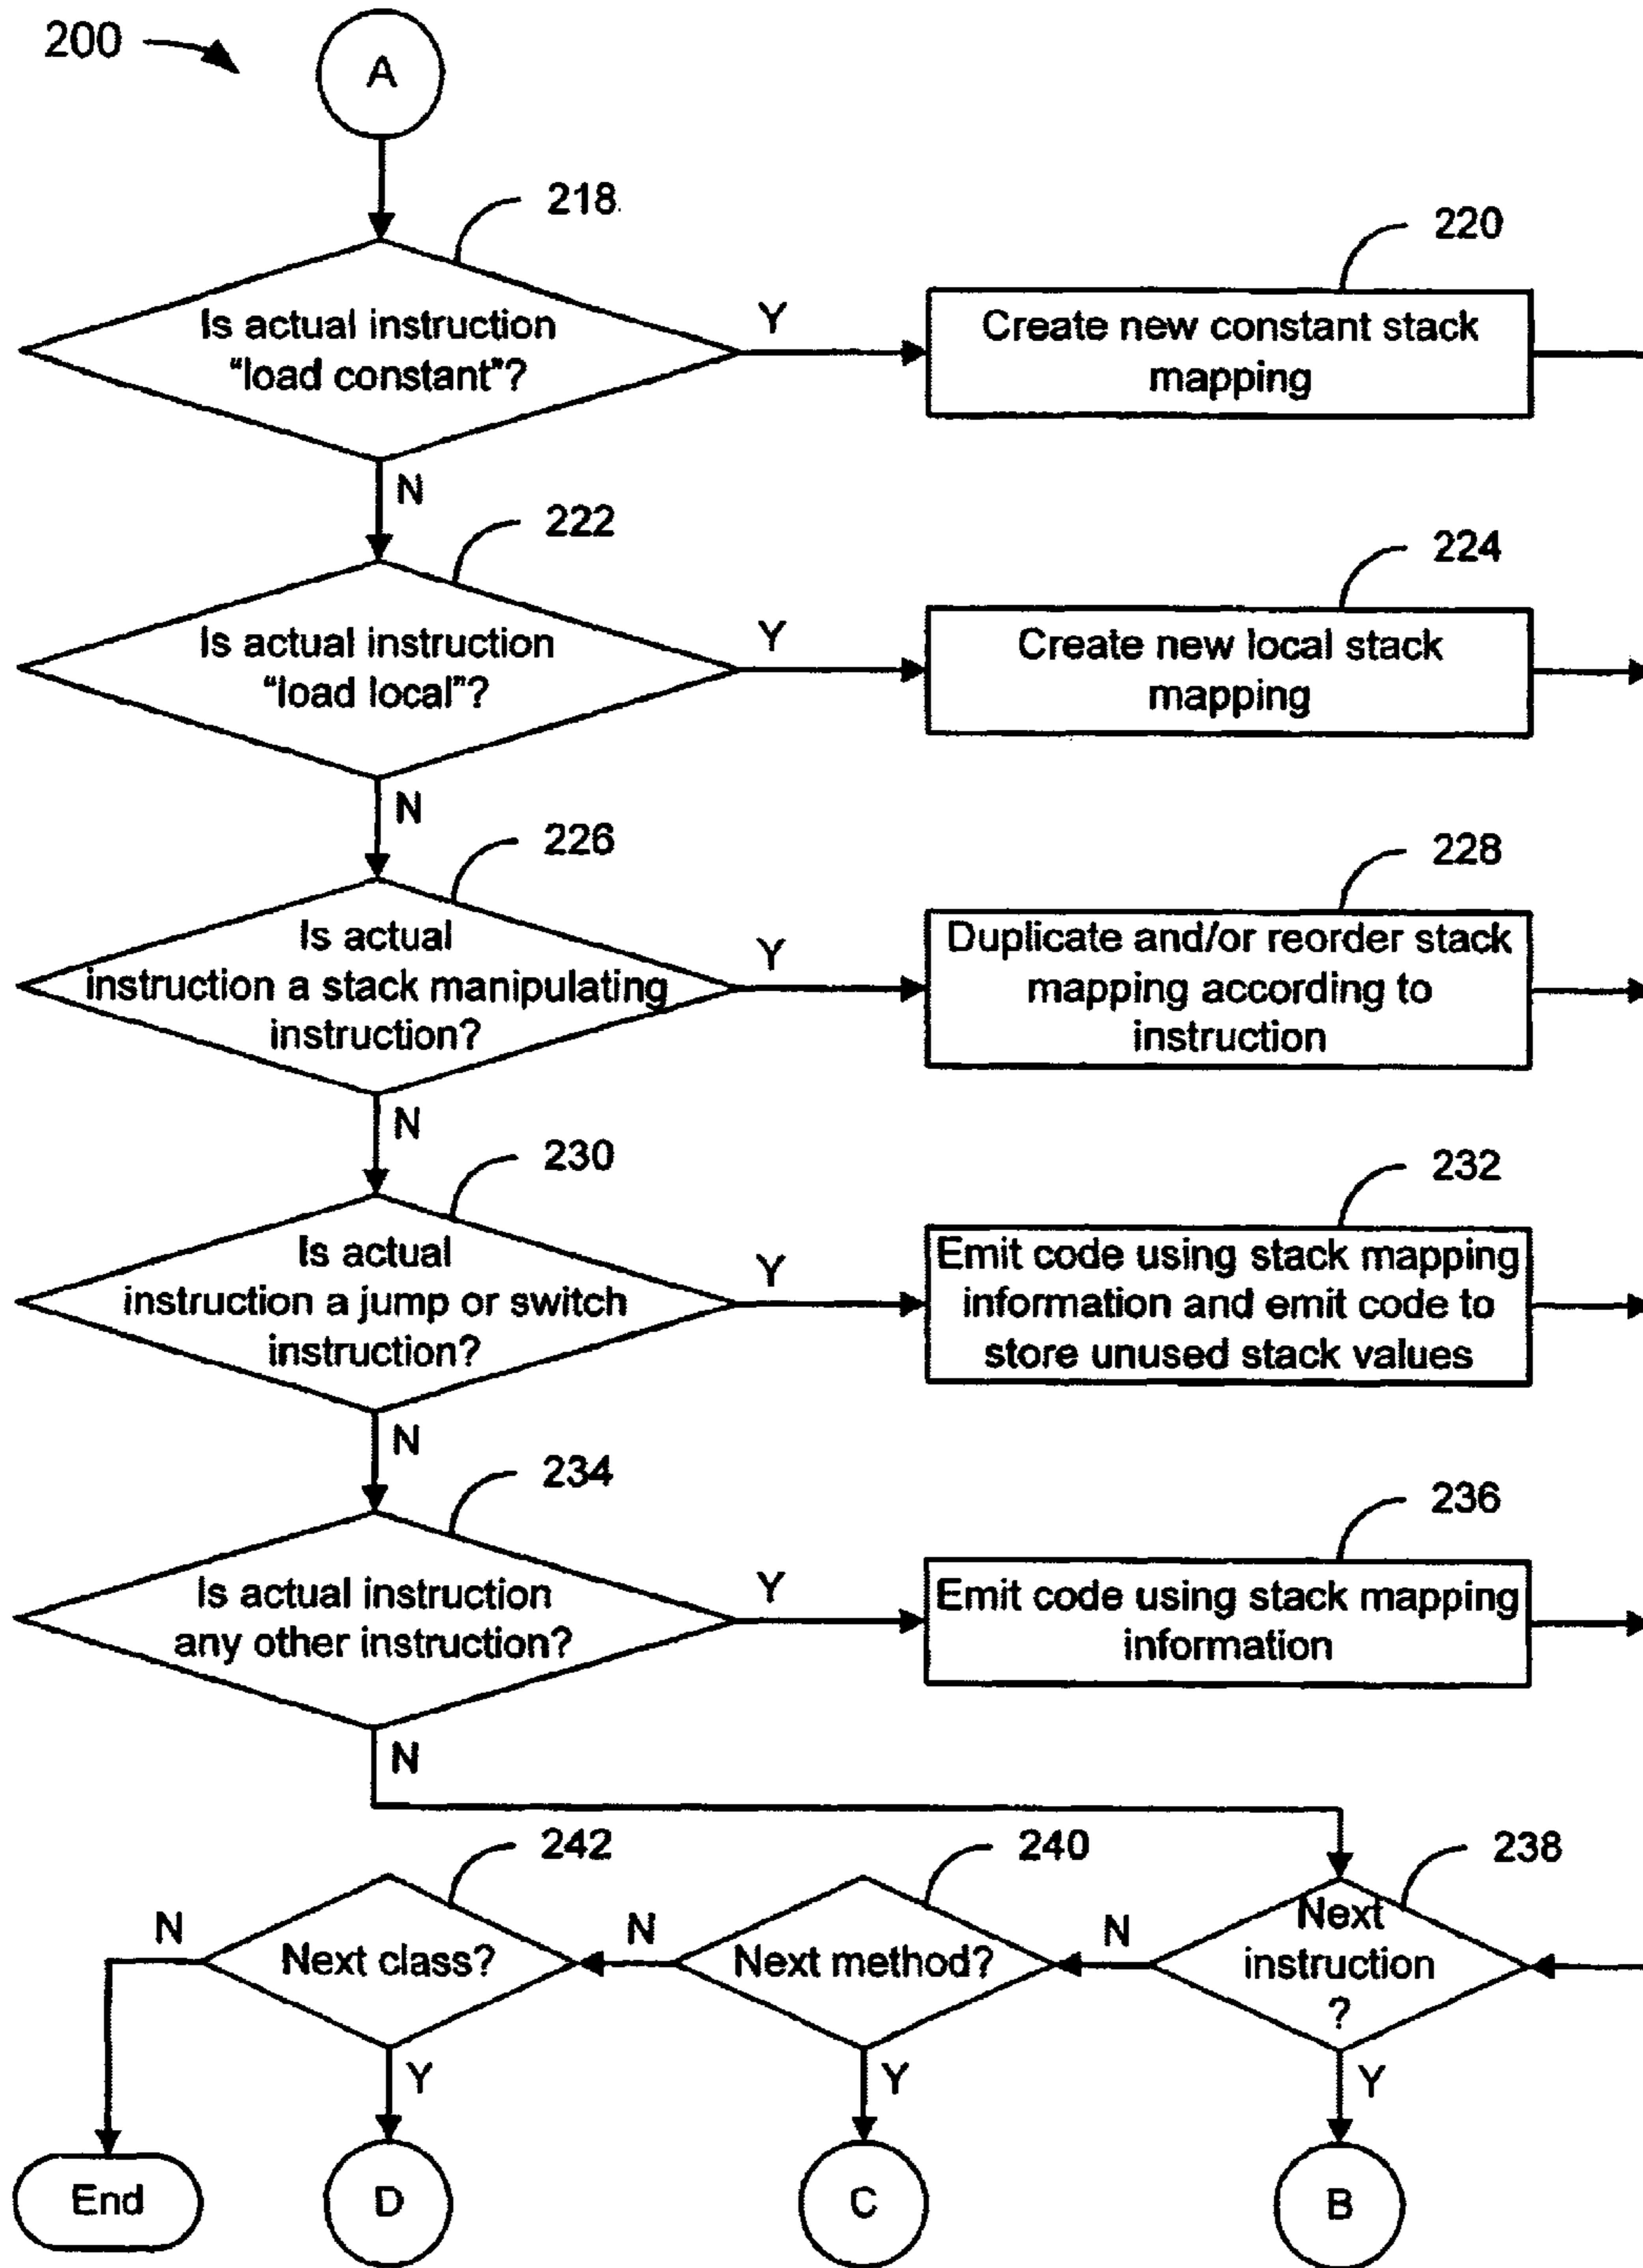 200
A
218
220
Is actual instruction
“load constant”?
Y
Create new constant stack
mapping
N
222
224
Is actual instruction
“load local”?
Y
Create new local stack
mapping
N
226
228
Is actual
instruction a stack manipulating
instruction?
Y
Duplicate and/or reorder stack
mapping according to
instruction
N
230
232
Is actual
instruction a jump or switch
instruction?
Y
Emit code using stack mapping
information and emit code to
store unused stack values
N
234
236
Is actual instruction
any other instruction?
Y
Emit code using stack mapping
information
N
242
240
238
N
Next class?
N
Next method?
N
Next
instruction
?
Y
Y
Y
End
D
C
B